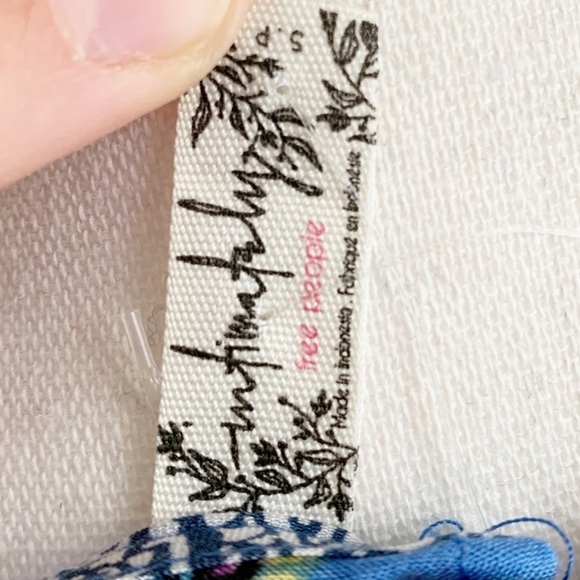 intimately
free people
Made in Indonesia. Fabriqué en Indonésie